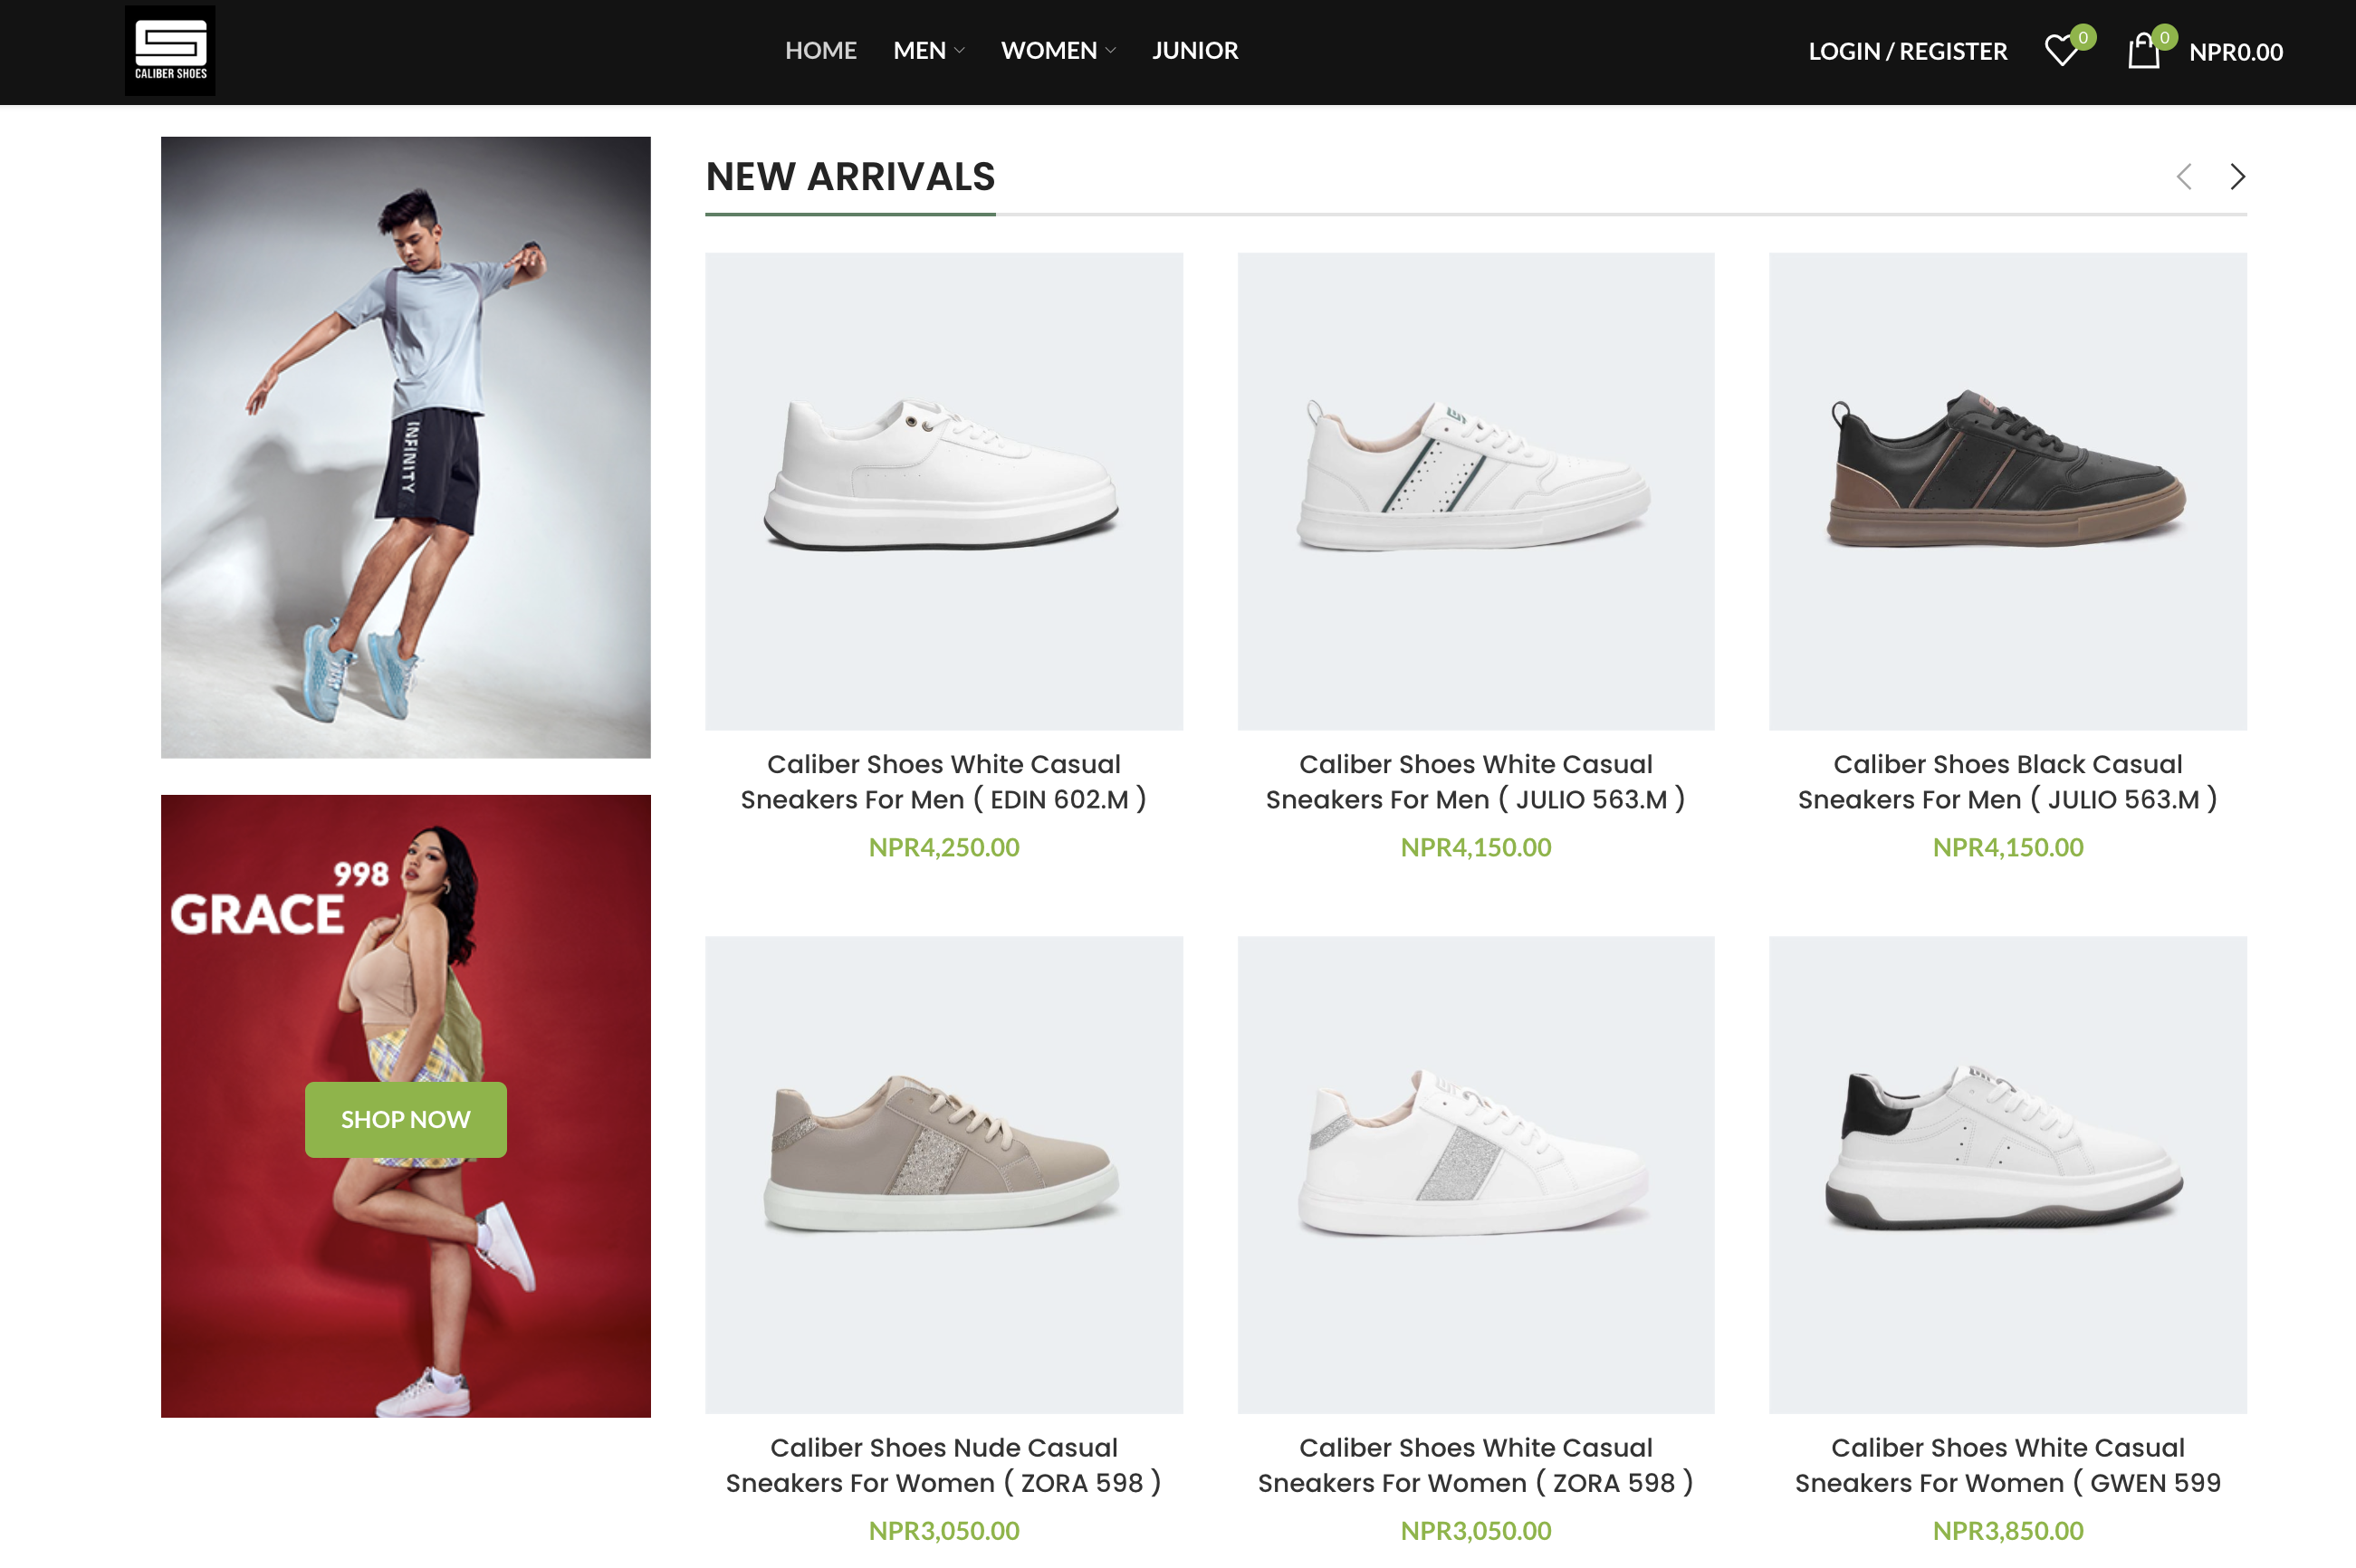 CALIBER SHOES
HOME
MEN
WOMEN
JUNIOR
LOGIN / REGISTER
0
0
NPR0.00
INFINITY
998
GRACE
SHOP NOW
NEW ARRIVALS
Caliber Shoes White Casual
Sneakers For Men ( EDIN 602.M )
NPR4,250.00
Caliber Shoes White Casual
Sneakers For Men ( JULIO 563.M )
NPR4,150.00
Caliber Shoes Black Casual
Sneakers For Men ( JULIO 563.M )
NPR4,150.00
Caliber Shoes Nude Casual
Sneakers For Women ( ZORA 598 )
NPR3,050.00
Caliber Shoes White Casual
Sneakers For Women ( ZORA 598 )
NPR3,050.00
Caliber Shoes White Casual
Sneakers For Women ( GWEN 599
NPR3,850.00